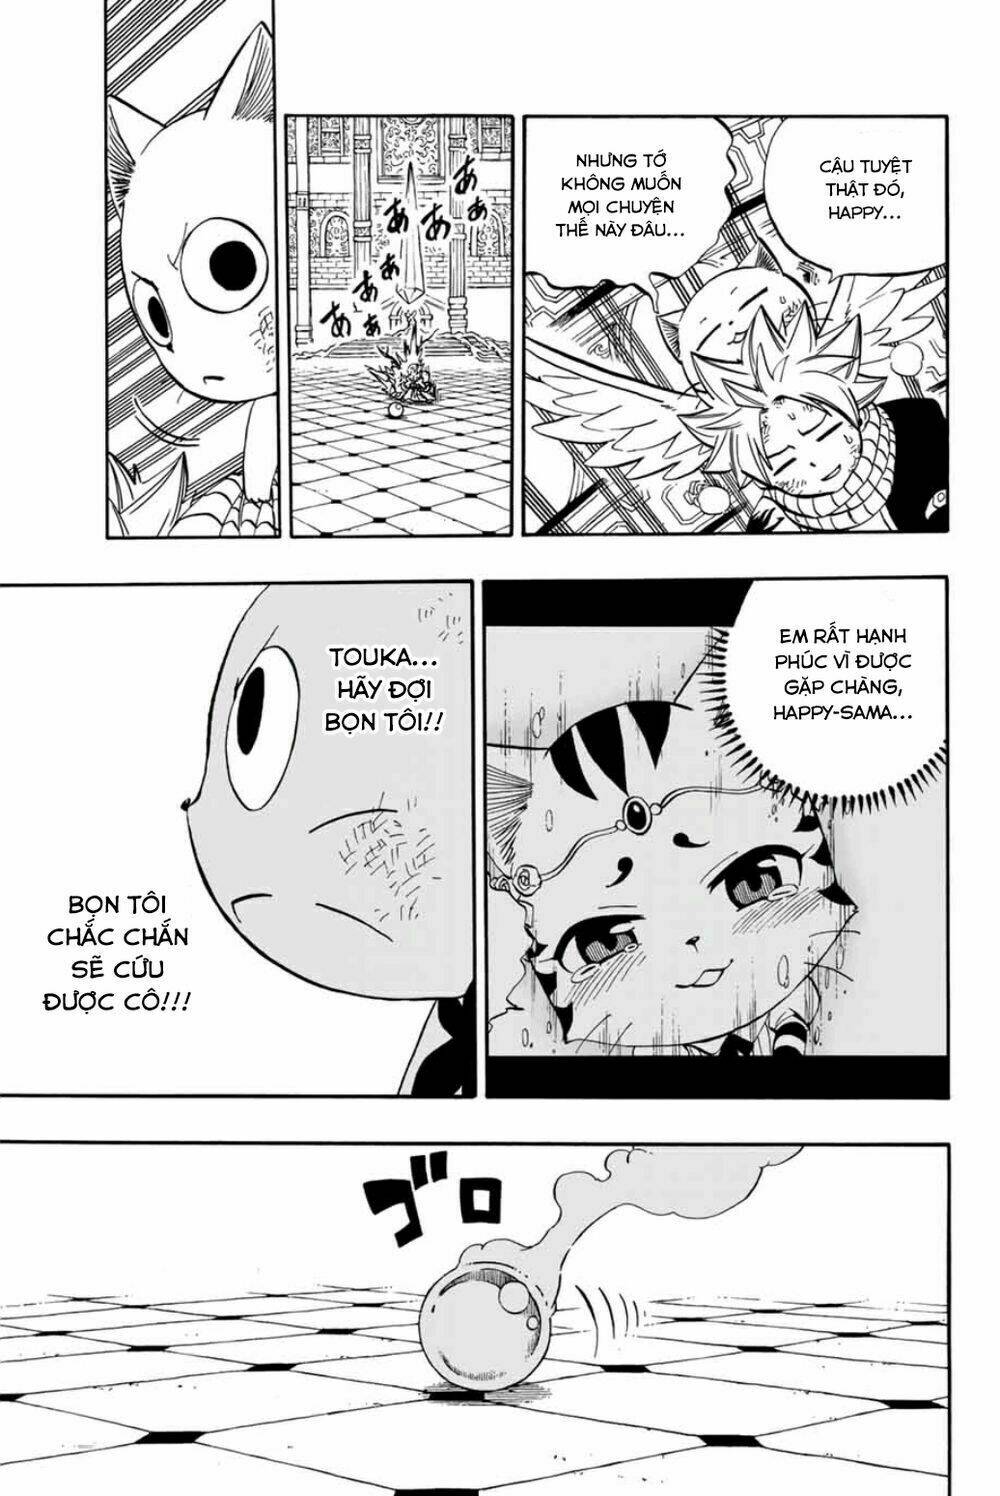 CẬU TUYỆT
THẬT ĐÓ,
HAPPY...
NHƯNG TỚ
KHÔNG MUỐN
MỌI CHUYỆN
THẾ NÀY ĐÂU...
あ
ああ
ああ
あ
ああ
ああ
EM RẤT HẠNH
PHÚC VÌ ĐƯỢC
GẶP CHÀNG,
HAPPY-SAMA...
TOUKA...
HÃY ĐỢI
BỌN TÔI!!
BỌN TÔI
CHẮC CHẮN
SẼ CỨU
ĐƯỢC CÔ!!!
ゴロ